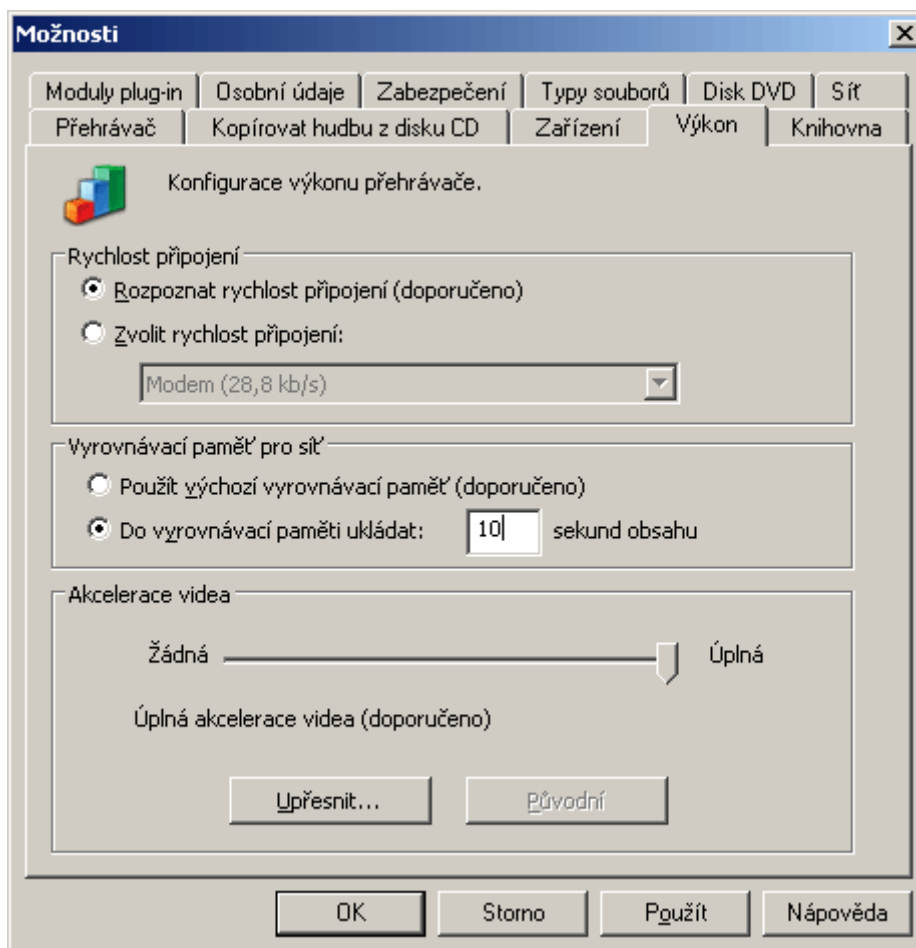 Možnosti
Moduly plug-in Osobní údaje Zabezpečení Typy souborů Disk DVD Síť
Přehrávač Kopírovat hudbu z disku CD Zařízení Výkon Knihovna
Konfigurace výkonu přehrávače.
Rychlost připojení
Rozpoznat rychlost připojení (doporučeno)
Zvolit rychlost připojení:
Modem (28,8 kb/s)
Vyrovnávací paměť pro síť
Použít výchozí vyrovnávací paměť (doporučeno)
Do vyrovnávací paměti ukládat: 10 sekund obsahu
Akcelerace videa
Žádná Úplná
Úplná akcelerace videa (doporučeno)
Upřesnit... Původní
OK Storno Použít Nápověda